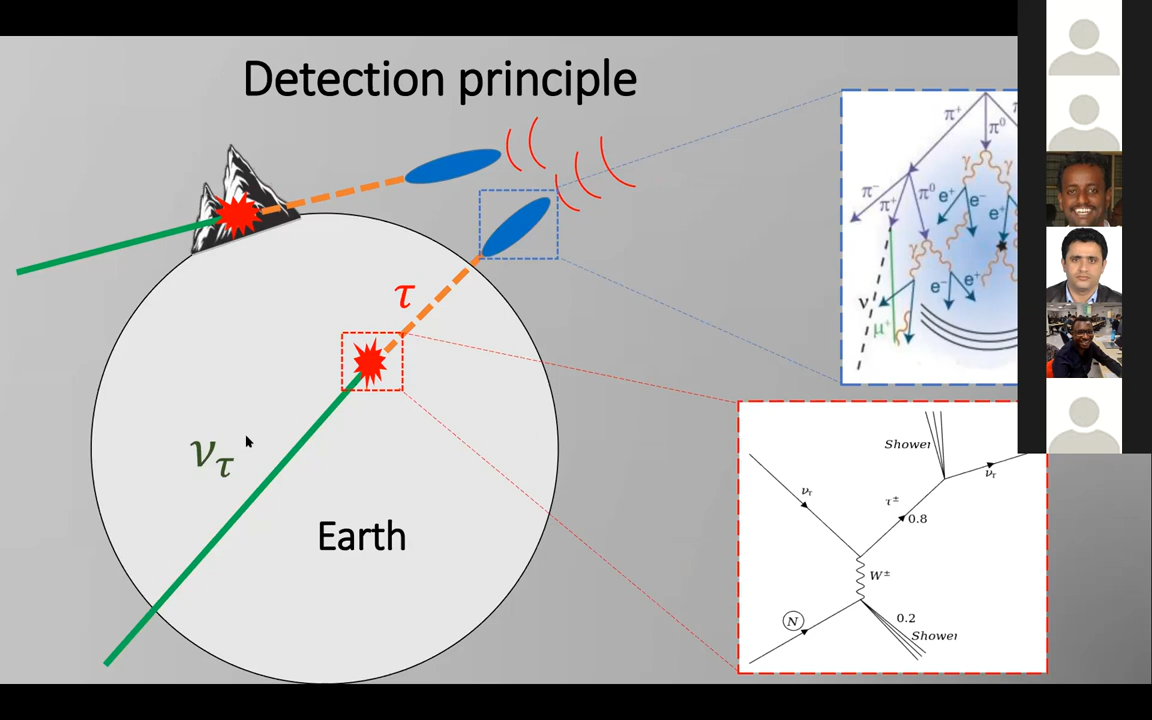 Detection principle
τ
ν_τ
Earth
π⁺
π⁰
γ
γ
π⁻
π⁺
π⁰
e⁺
e⁻
e⁺
γ
γ
e⁻
e⁺
ν
μ⁺
Shower
ν_τ
ν_τ
τ^±
0.8
W^±
N
0.2
Shower